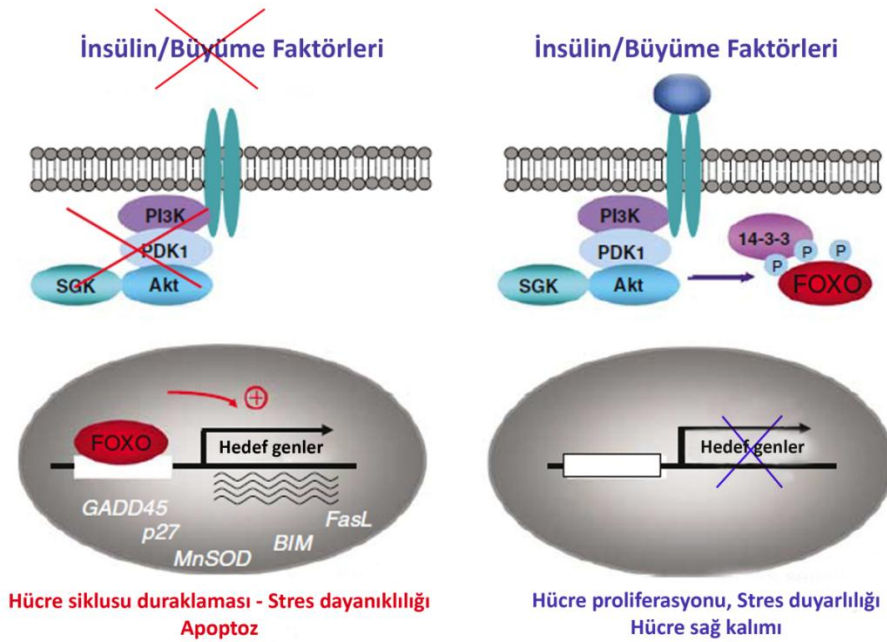 İnsülin/Büyüme Faktörleri
PI3K
PDK1
SGK
Akt
FOXO
Hedef genler
GADD45
p27
MnSOD
BIM
FasL
Hücre siklusu duraklaması - Stres dayanıklılığı
Apoptoz
İnsülin/Büyüme Faktörleri
PI3K
PDK1
SGK
Akt
14-3-3
P
P
P
FOXO
Hedef genler
Hücre proliferasyonu, Stres duyarlılığı
Hücre sağ kalımı